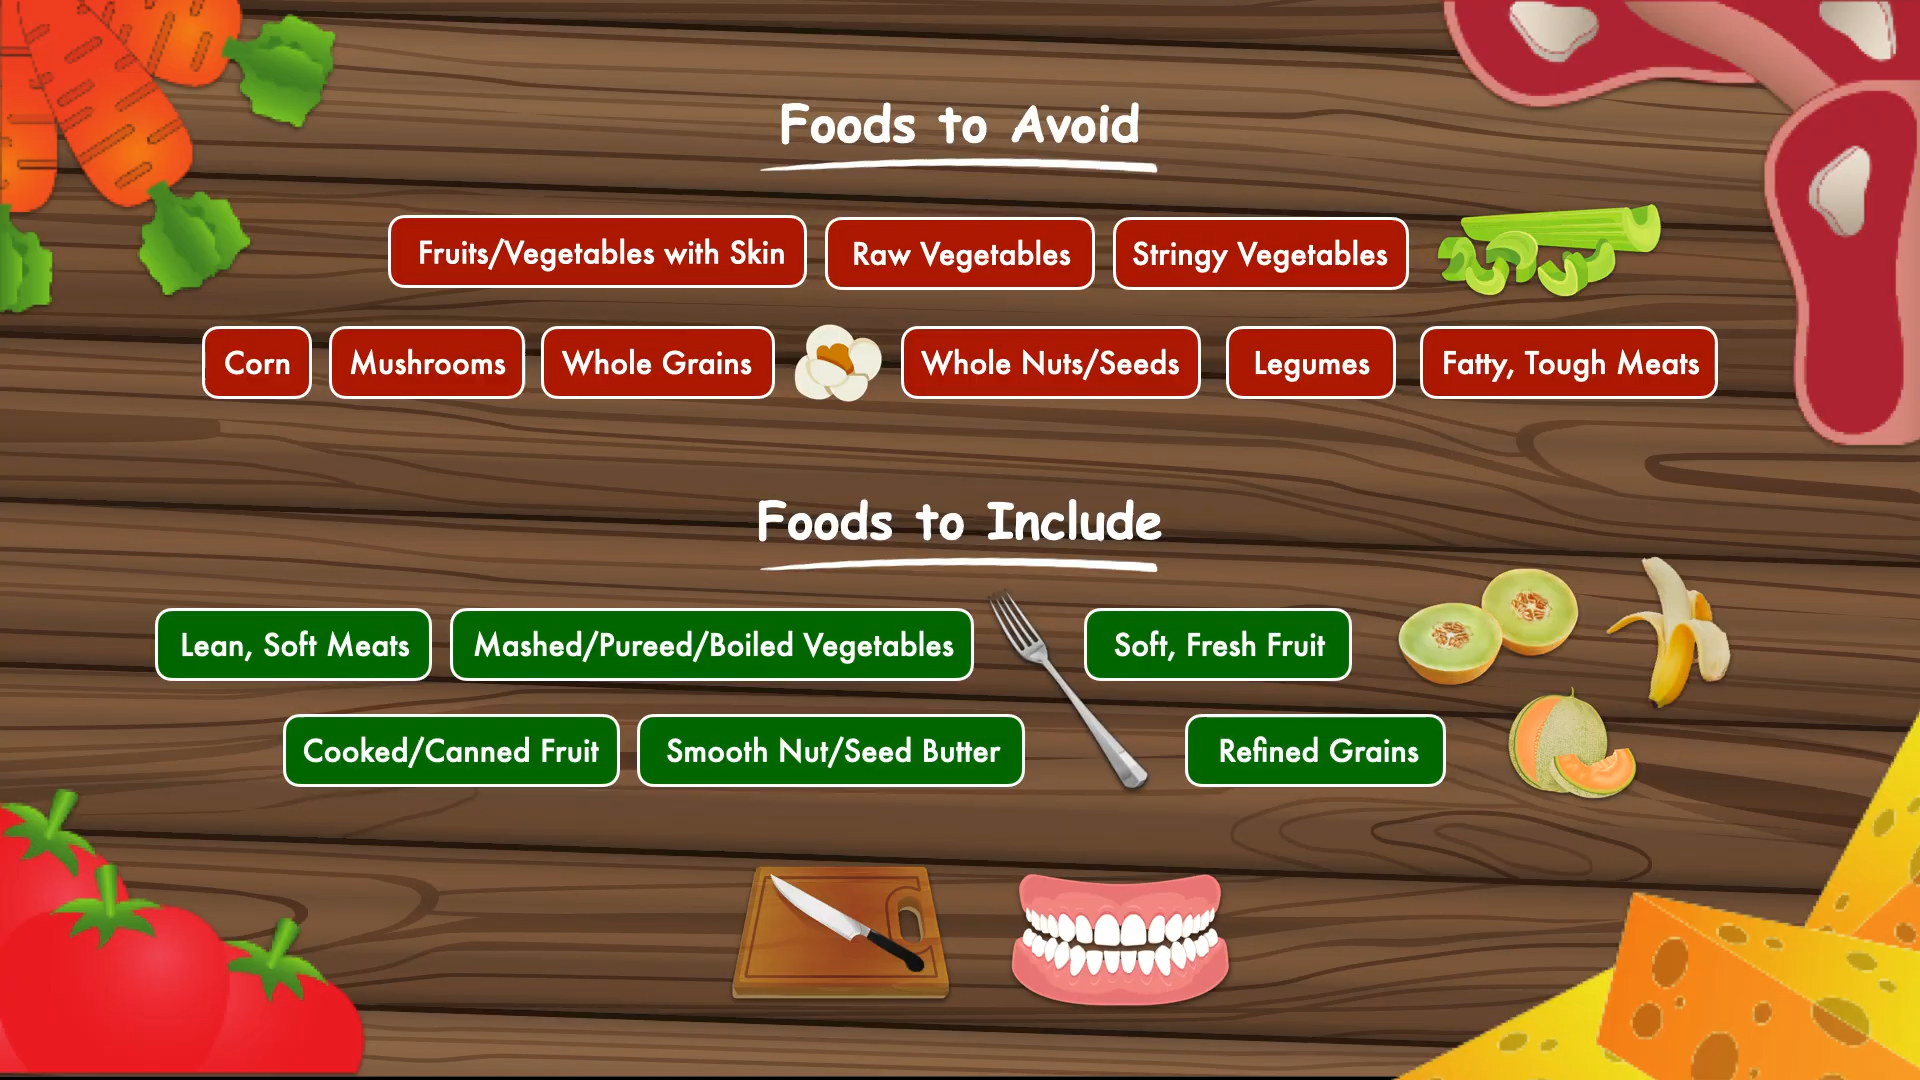 Foods to Avoid
Fruits/Vegetables with Skin
Raw Vegetables
Stringy Vegetables
Corn
Mushrooms
Whole Grains
Whole Nuts/Seeds
Legumes
Fatty, Tough Meats
Foods to Include
Lean, Soft Meats
Mashed/Pureed/Boiled Vegetables
Soft, Fresh Fruit
Cooked/Canned Fruit
Smooth Nut/Seed Butter
Refined Grains